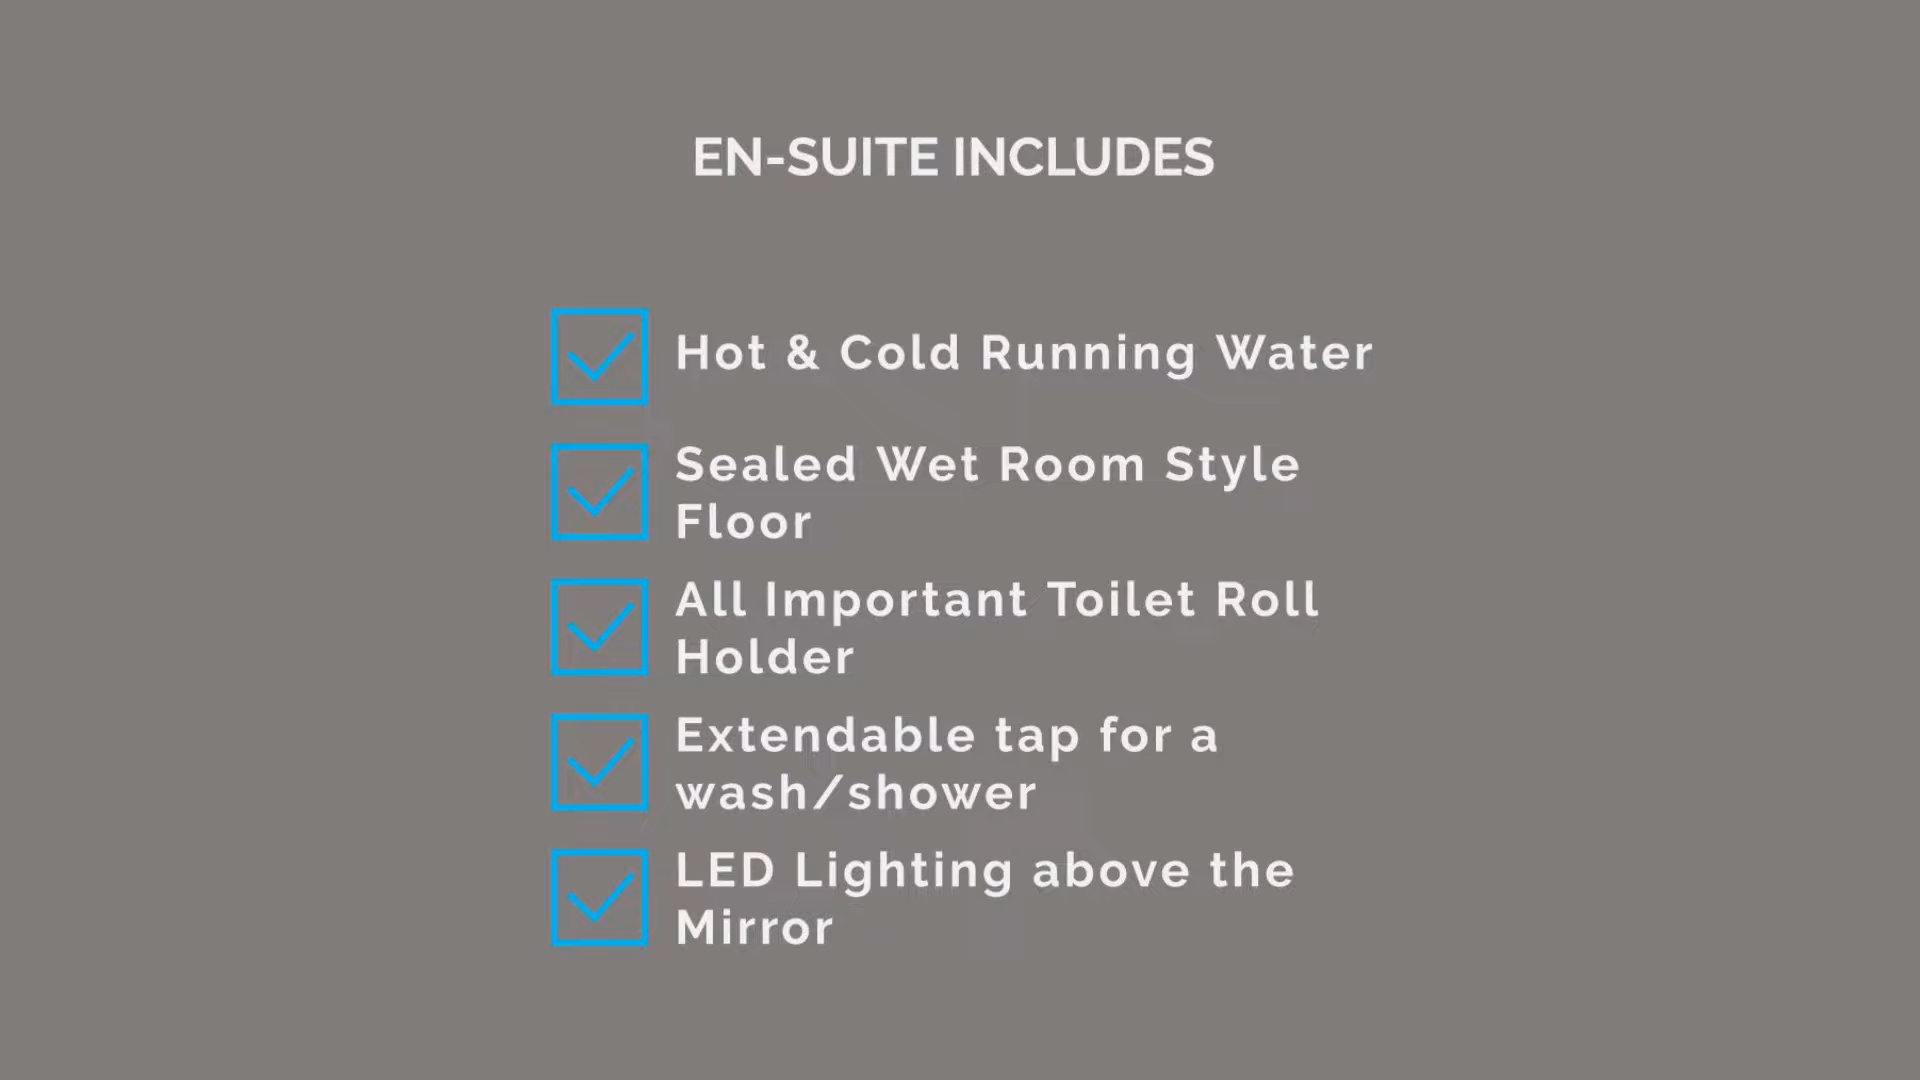 EN-SUITE INCLUDES
Hot & Cold Running Water
Sealed Wet Room Style
Floor
All Important Toilet Roll
Holder
Extendable tap for a
wash/shower
LED Lighting above the
Mirror